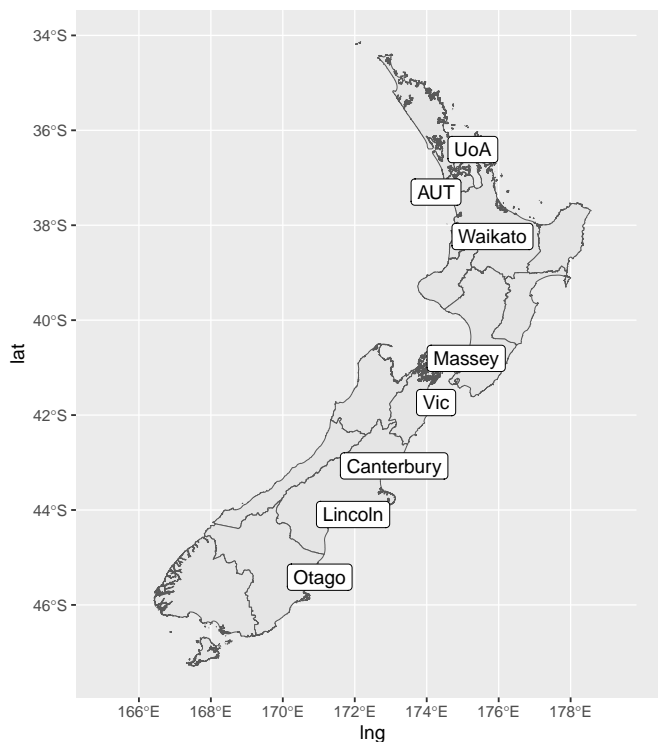 34°S
36°S
38°S
40°S
42°S
44°S
46°S
lat
UoA
AUT
Waikato
Massey
Vic
Canterbury
Lincoln
Otago
166°E
168°E
170°E
172°E
174°E
176°E
178°E
lng